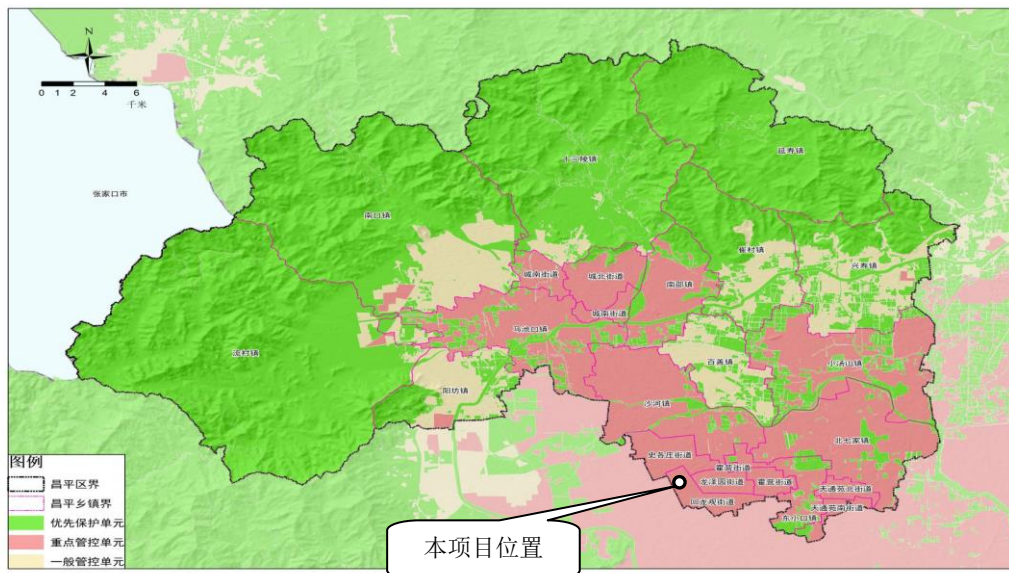 N
0 1 2 4 6
千米
张家口市
延寿镇
十三陵镇
南口镇
崔村镇
兴寿镇
城南街道
城北街道
南邵镇
城南街道
马池口镇
流村镇
百善镇
小汤山镇
阳坊镇
沙河镇
北七家镇
史各庄街道
霍营街道
龙泽园街道
霍营街道
回龙观街道
天通苑北街道
天通苑南街道
东小口镇
本项目位置
图例
昌平区界
昌平乡镇界
优先保护单元
重点管控单元
一般管控单元